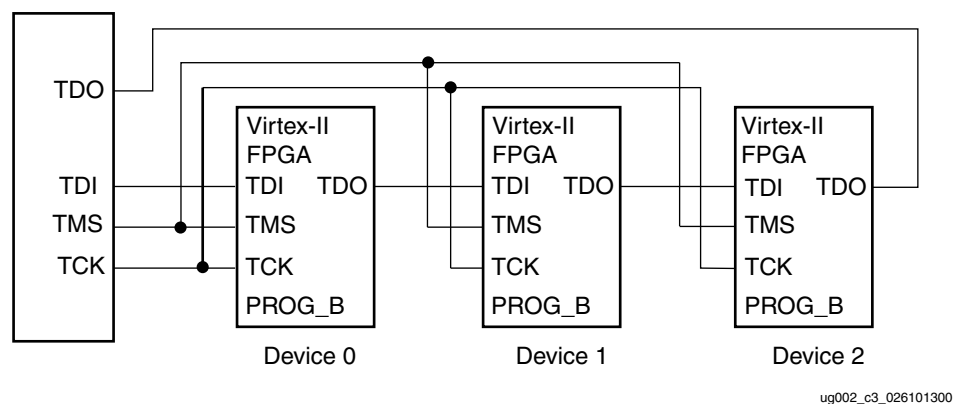 TDO
TDI
TMS
TCK
Virtex-II
FPGA
TDI TDO
TMS
TCK
PROG_B
Device 0
Virtex-II
FPGA
TDI TDO
TMS
TCK
PROG_B
Device 1
Virtex-II
FPGA
TDI TDO
TMS
TCK
PROG_B
Device 2
ug002_c3_026101300